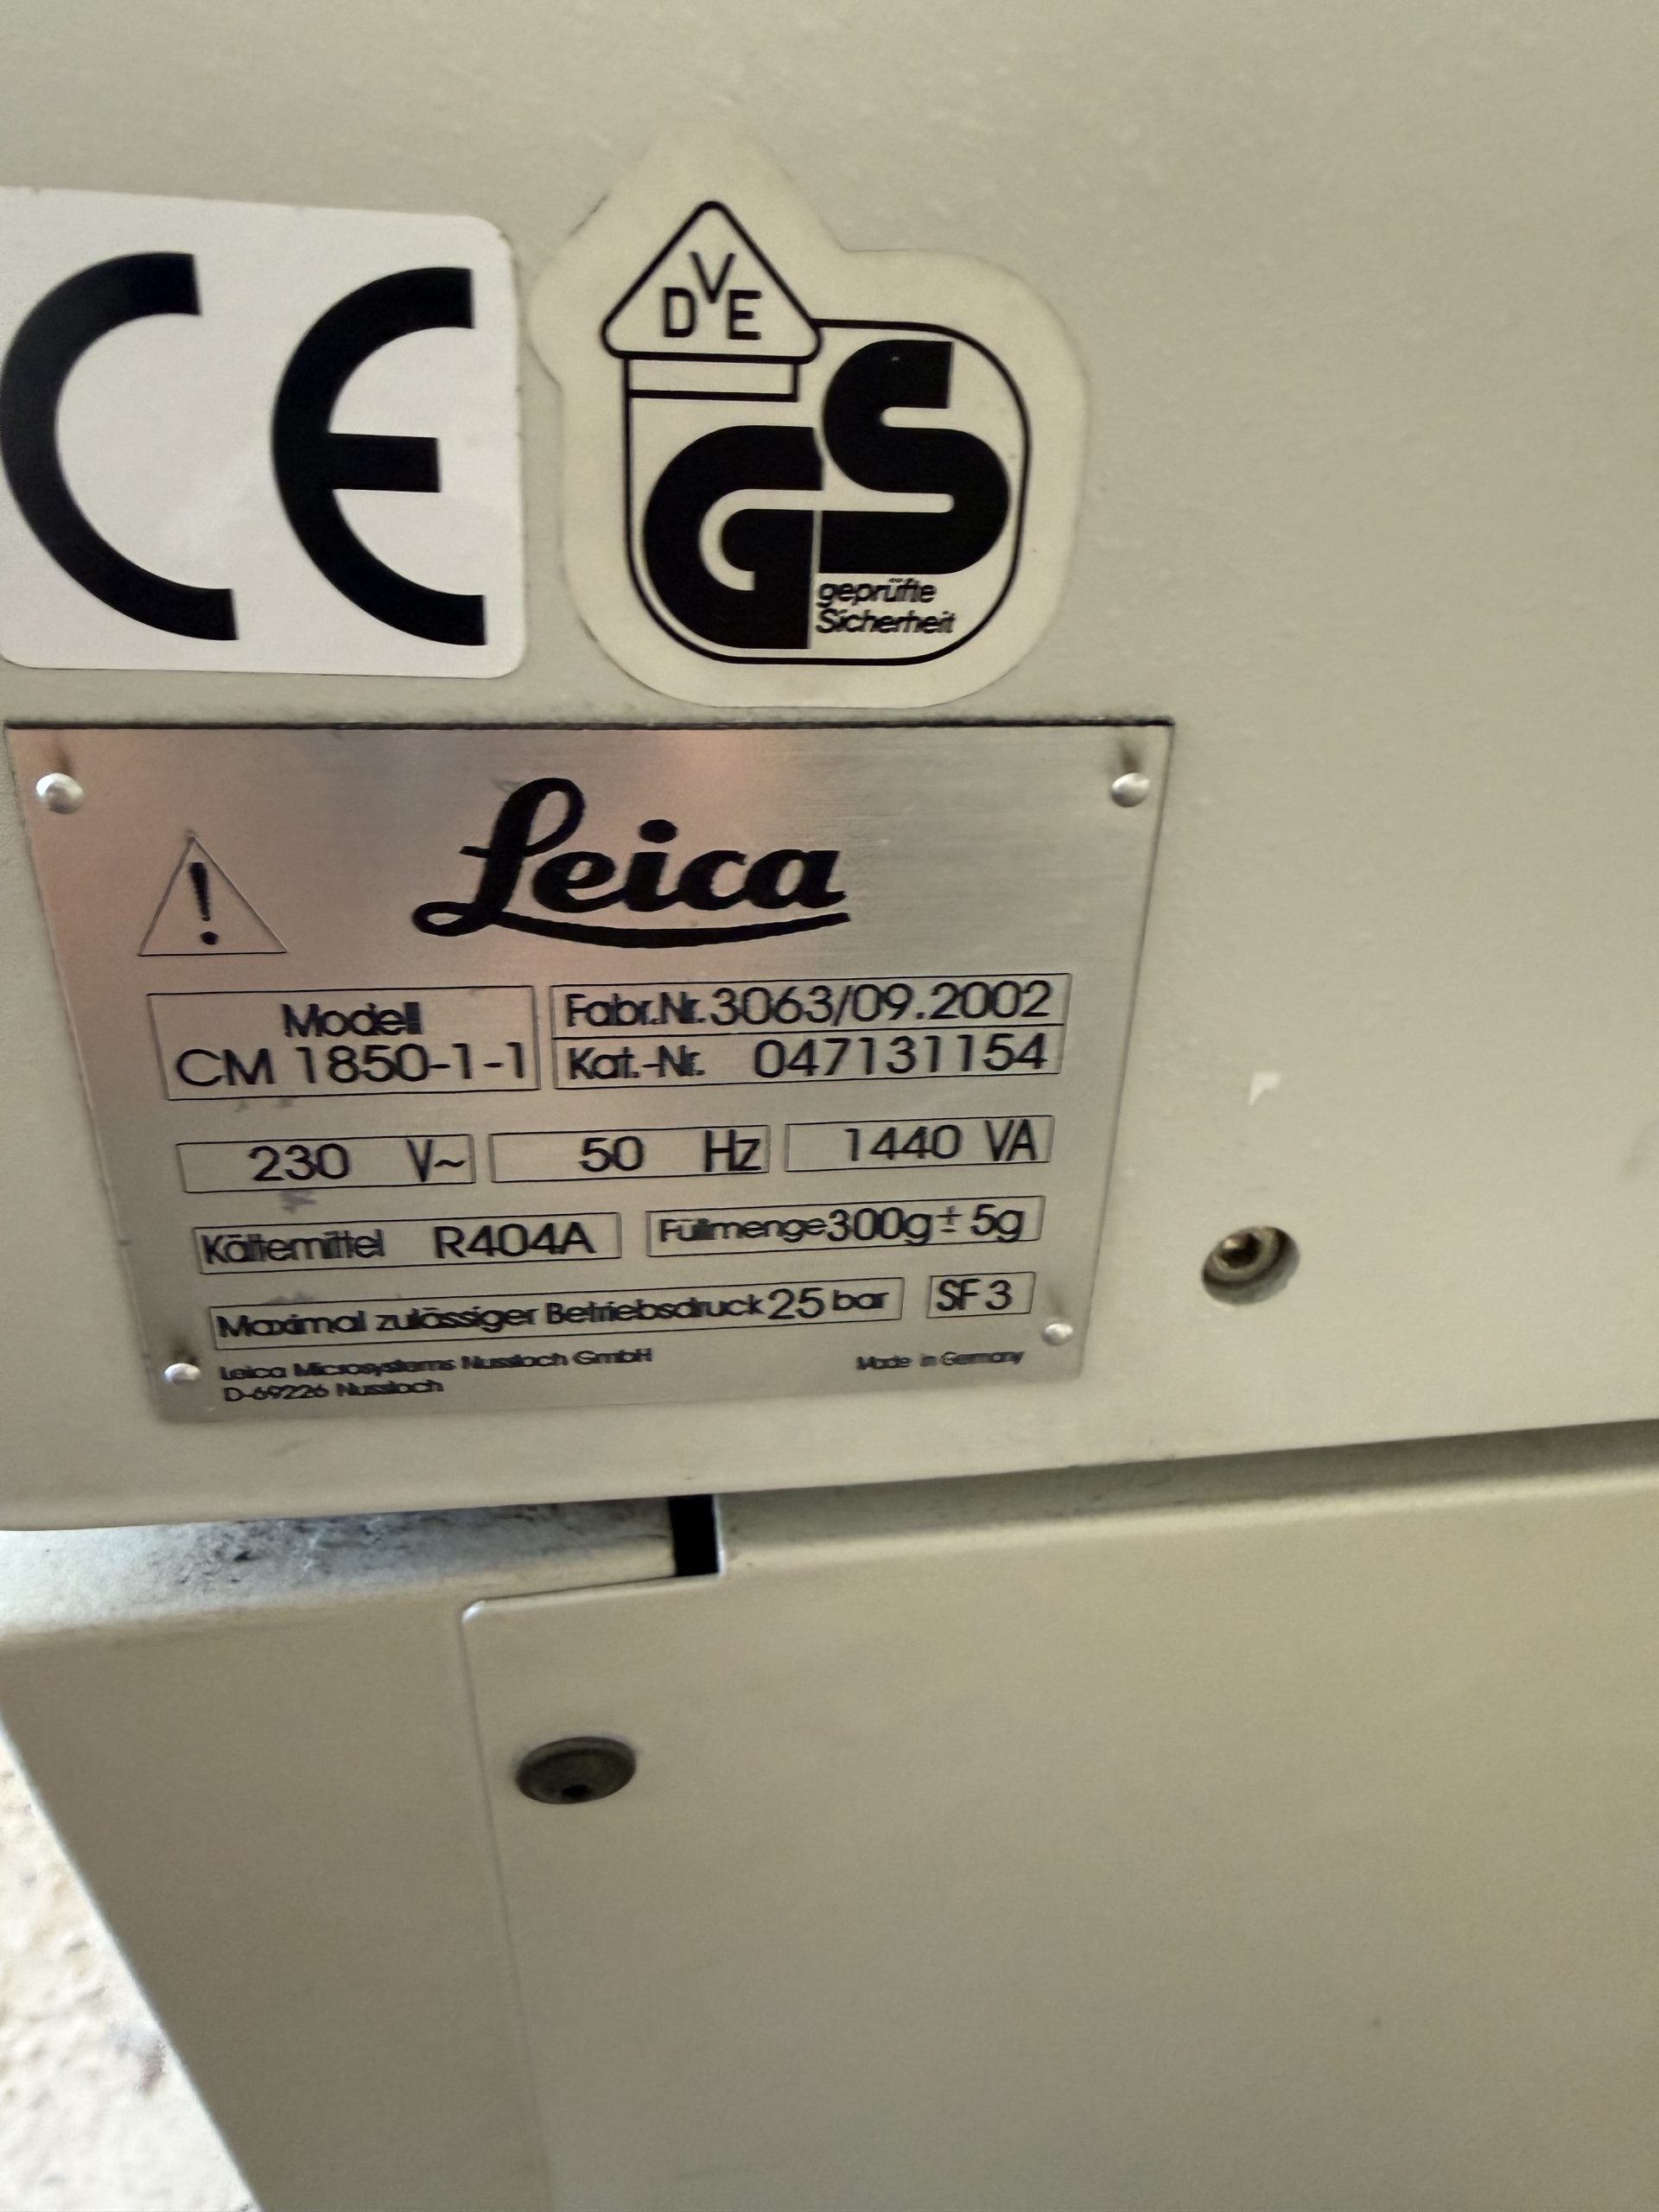 CE
DVE
GS
geprüfte
Sicherheit
!
Leica
Modell
CM 1850-1-1
Fabr.Nr. 3063/09.2002
Kat.-Nr. 047131154
230 V~ 50 Hz 1440 VA
Kältemittel R404A Füllmenge 300g ± 5g
Maximal zulässiger Betriebsdruck 25 bar SF 3
Leica Microsystems Nussloch GmbH Made in Germany
D-69226 Nussloch